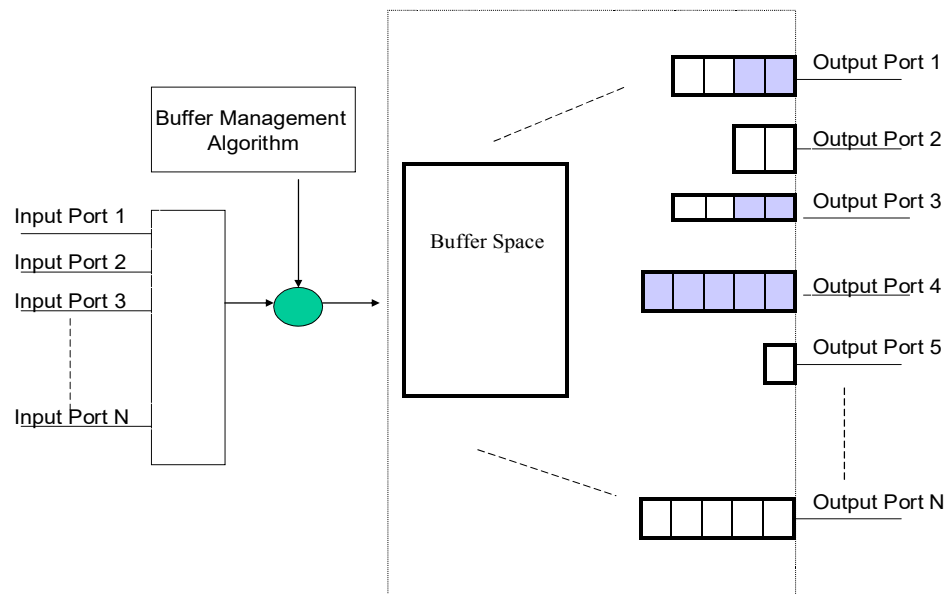 Buffer Management
Algorithm
Input Port 1
Input Port 2
Input Port 3
Input Port N
Buffer Space
Output Port 1
Output Port 2
Output Port 3
Output Port 4
Output Port 5
Output Port N